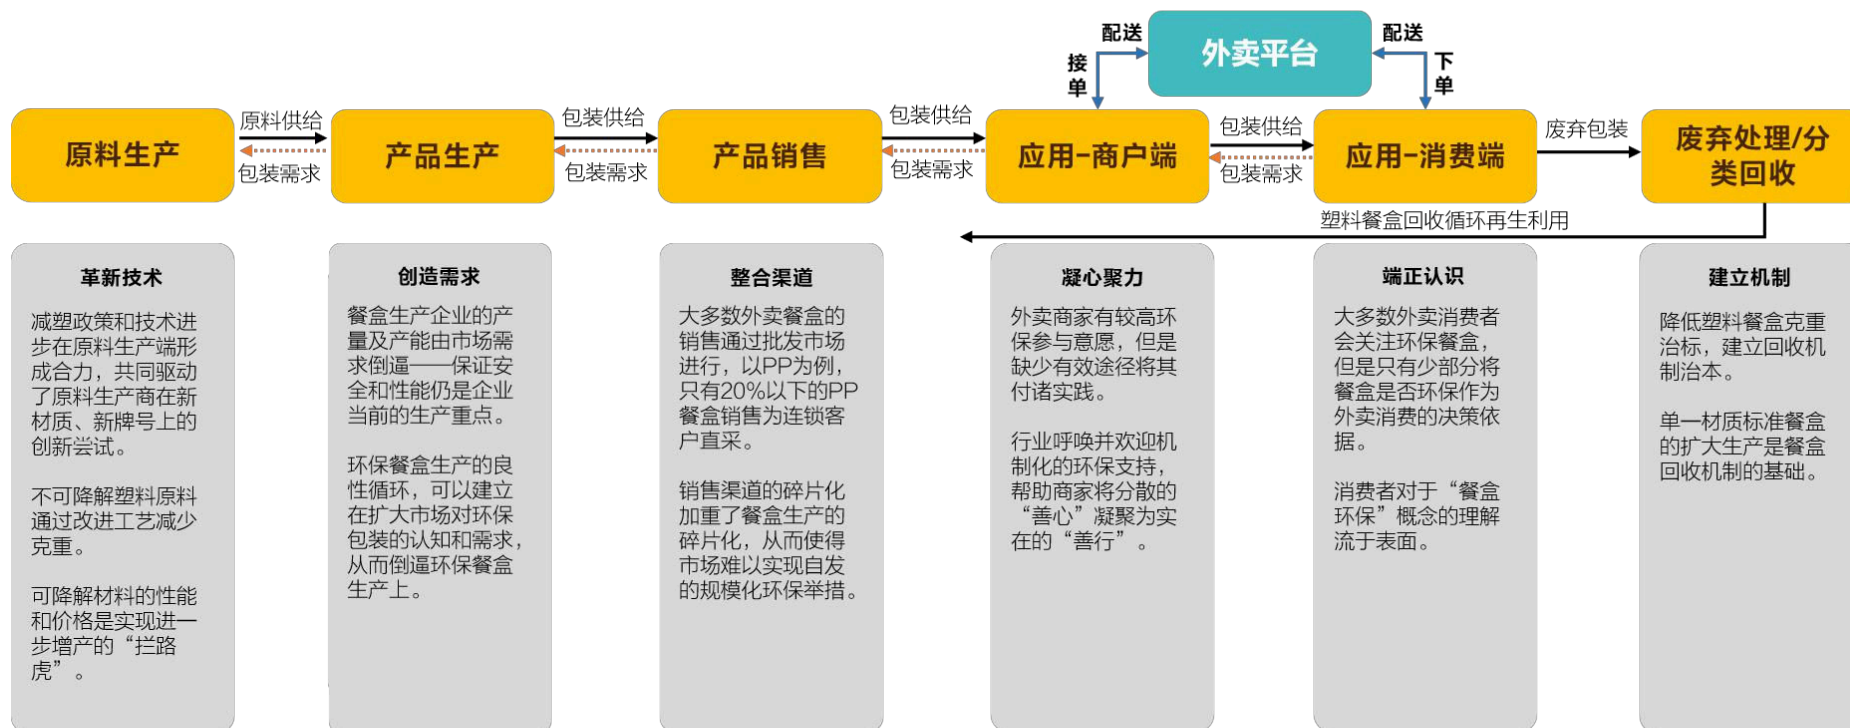 外卖平台
配送
配送
接单
下单
原料生产
原料供给
包装需求
产品生产
包装供给
包装需求
产品销售
包装供给
包装需求
应用-商户端
包装供给
包装需求
应用-消费端
废弃包装
废弃处理/分
类回收
塑料餐盒回收循环再生利用
革新技术
减塑政策和技术进
步在原料生产端形
成合力，共同驱动
了原料生产商在新
材质、新牌号上的
创新尝试。
不可降解塑料原料
通过改进工艺减少
克重。
可降解材料的性能
和价格是实现进一
步增产的“拦路
虎”。
创造需求
餐盒生产企业的产
量及产能由市场需
求倒逼——保证安
全和性能仍是企业
当前的生产重点。
环保餐盒生产的良
性循环，可以建立
在扩大市场对环保
包装的认知和需求，
从而倒逼环保餐盒
生产上。
整合渠道
大多数外卖餐盒的
销售通过批发市场
进行，以PP为例，
只有20%以下的PP
餐盒销售为连锁客
户直采。
销售渠道的碎片化
加重了餐盒生产的
碎片化，从而使得
市场难以实现自发
的规模化环保举措。
凝心聚力
外卖商家有较高环
保参与意愿，但是
缺少有效途径将其
付诸实践。
行业呼唤并欢迎机
制化的环保支持，
帮助商家将分散的
“善心”凝聚为实
在的“善行”。
端正认识
大多数外卖消费者
会关注环保餐盒，
但是只有少部分将
餐盒是否环保作为
外卖消费的决策依
据。
消费者对于“餐盒
环保”概念的理解
流于表面。
建立机制
降低塑料餐盒克重
治标，建立回收机
制治本。
单一材质标准餐盒
的扩大生产是餐盒
回收机制的基础。